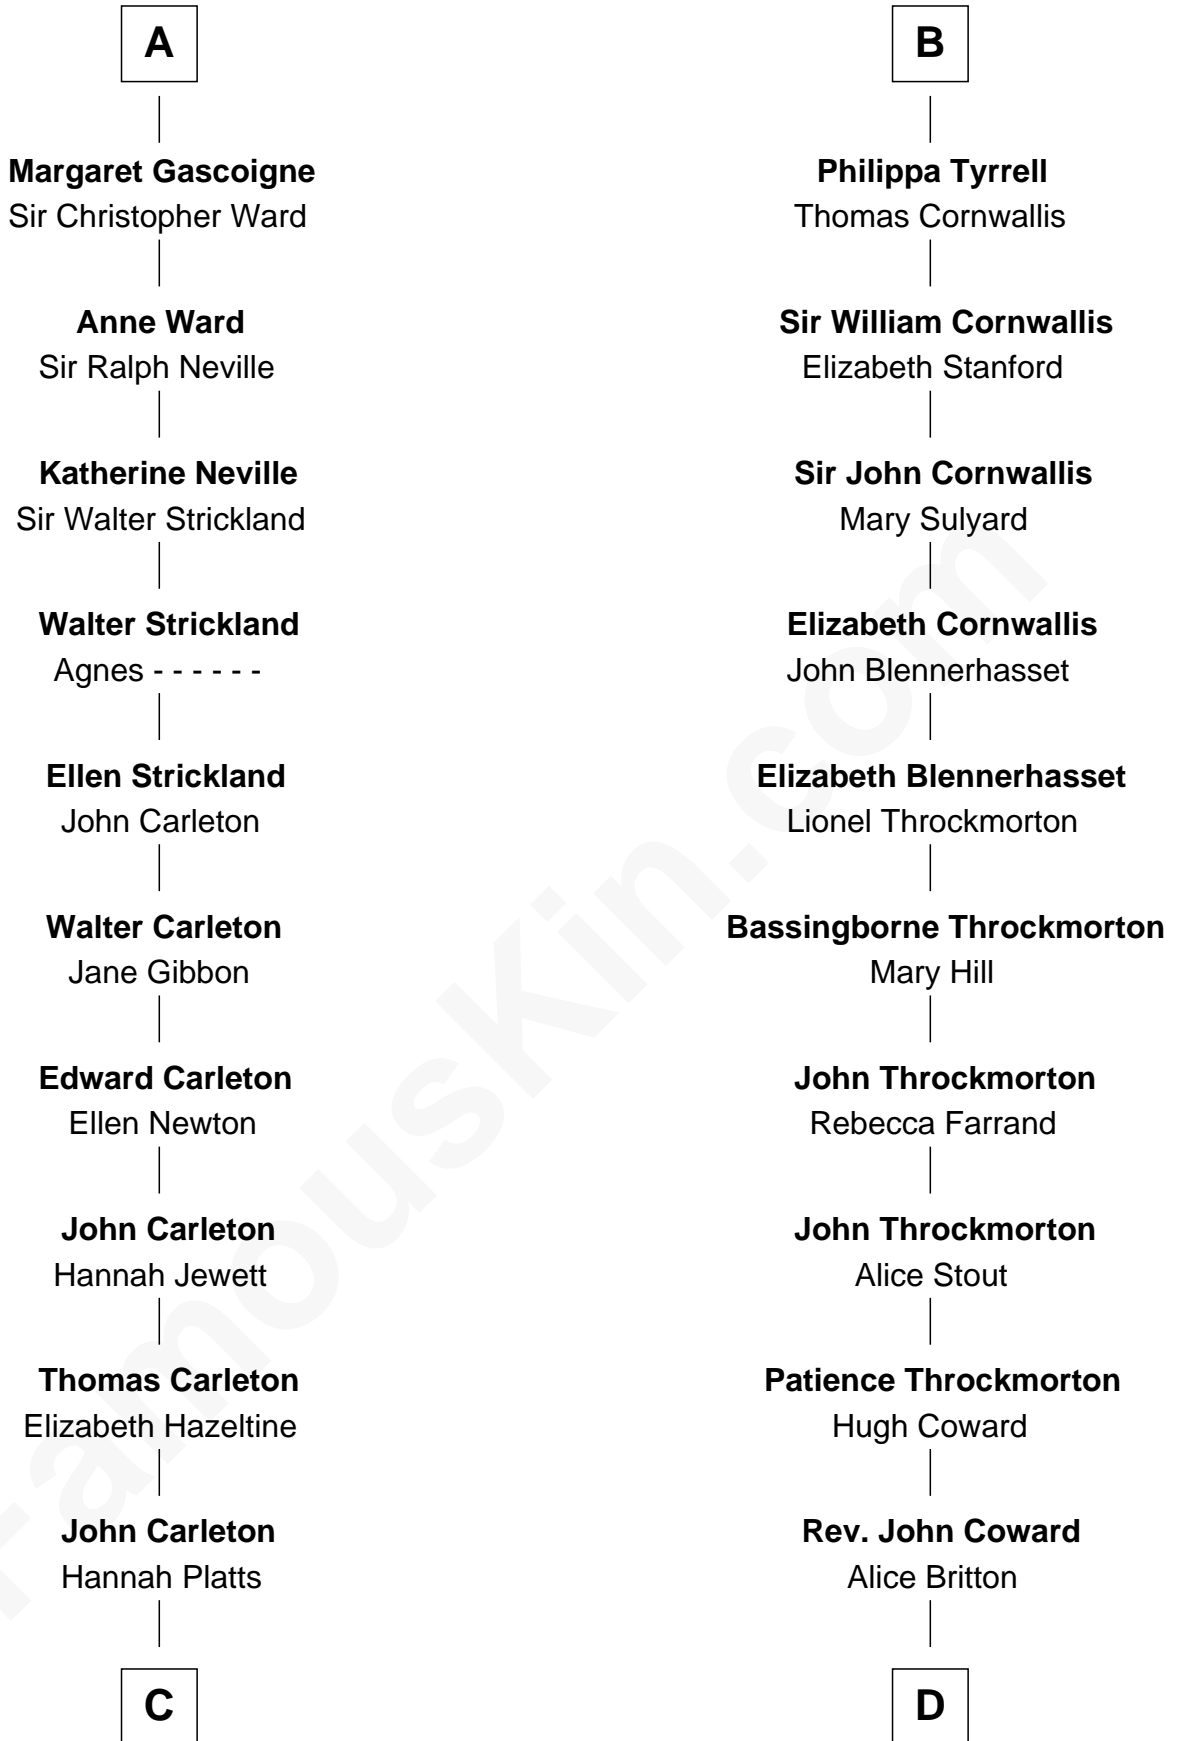 A
Margaret Gascoigne
Sir Christopher Ward
Anne Ward
Sir Ralph Neville
Katherine Neville
Sir Walter Strickland
Walter Strickland
Agnes - - - - - -
Ellen Strickland
John Carleton
Walter Carleton
Jane Gibbon
Edward Carleton
Ellen Newton
John Carleton
Hannah Jewett
Thomas Carleton
Elizabeth Hazeltine
John Carleton
Hannah Platts
C
B
Philippa Tyrrell
Thomas Cornwallis
Sir William Cornwallis
Elizabeth Stanford
Sir John Cornwallis
Mary Sulyard
Elizabeth Cornwallis
John Blennerhasset
Elizabeth Blennerhasset
Lionel Throckmorton
Bassingborne Throckmorton
Mary Hill
John Throckmorton
Rebecca Farrand
John Throckmorton
Alice Stout
Patience Throckmorton
Hugh Coward
Rev. John Coward
Alice Britton
D
FamousKin.com